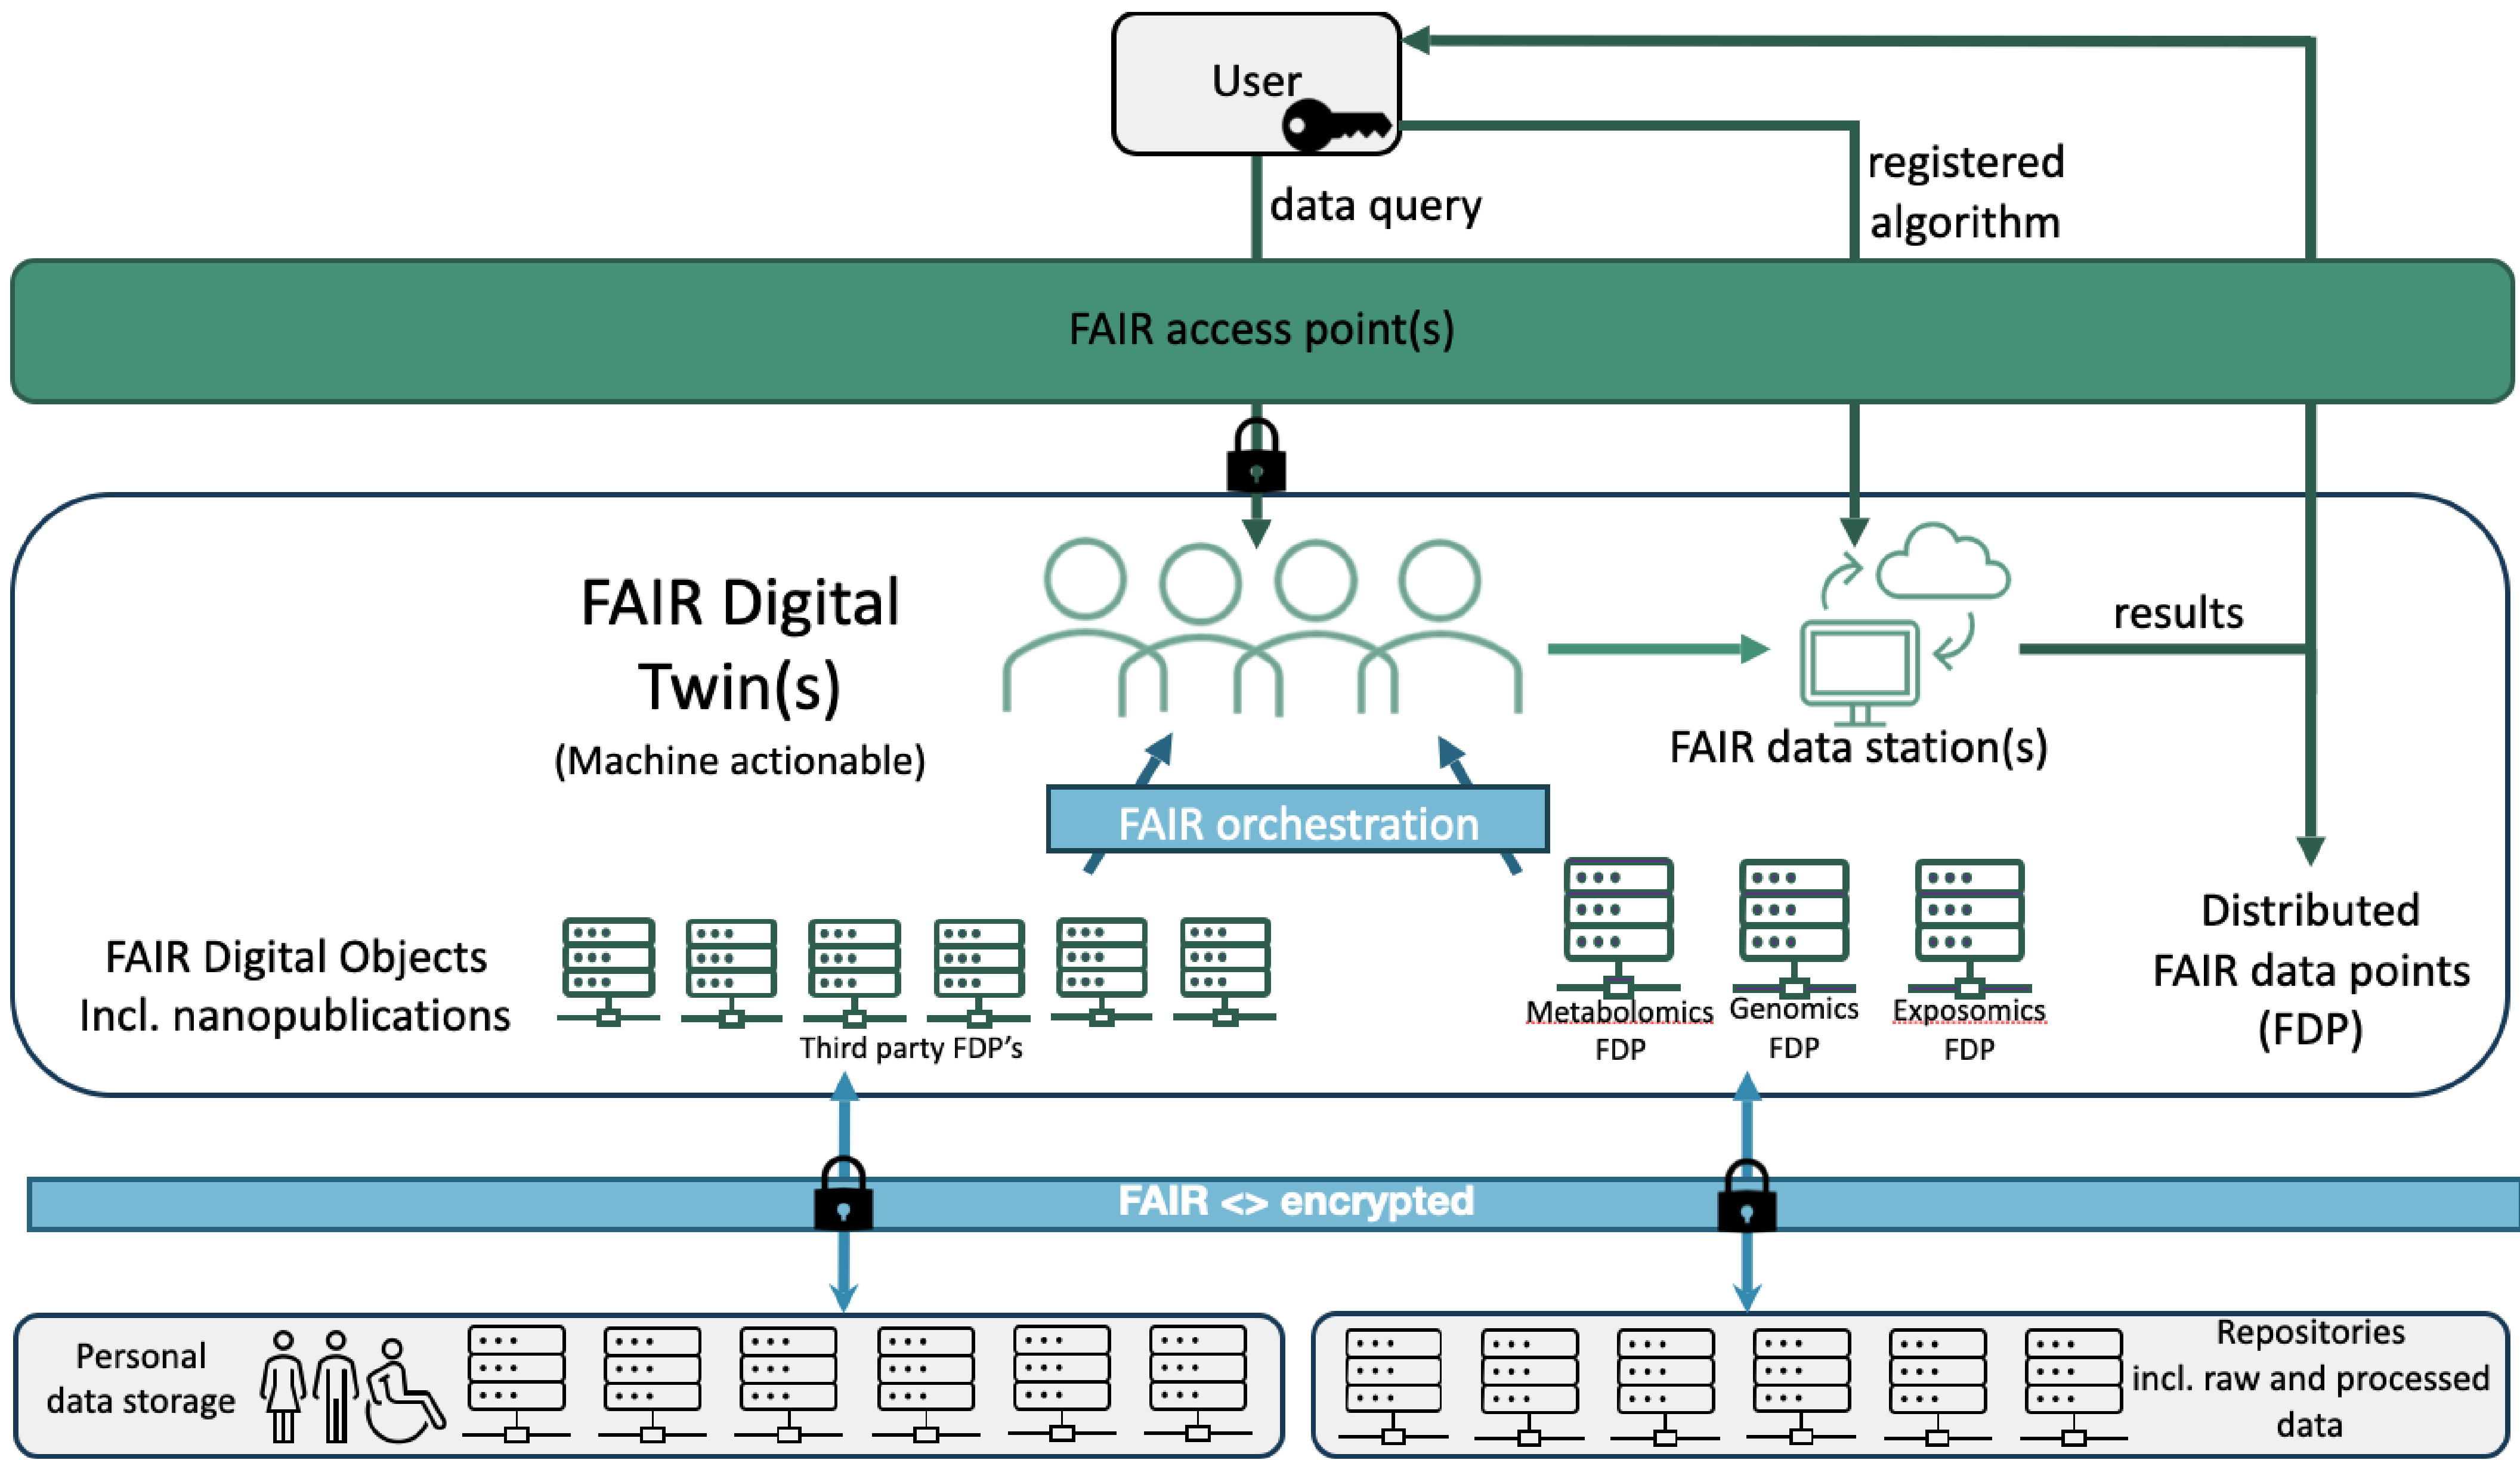 User
data query
registered
algorithm
FAIR access point(s)
FAIR Digital
Twin(s)
(Machine actionable)
results
FAIR data station(s)
FAIR orchestration
FAIR Digital Objects
Incl. nanopublications
Third party FDP's
Metabolomics
FDP
Genomics
FDP
Exposomics
FDP
Distributed
FAIR data points
(FDP)
FAIR <> encrypted
Personal
data storage
Repositories
incl. raw and processed
data